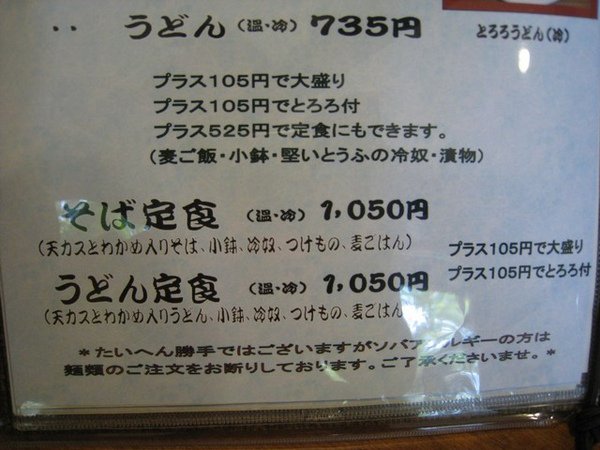 うどん（温・冷）735円
とろろうどん（冷）
プラス105円で大盛り
プラス105円でとろろ付
プラス525円で定食にもできます。
（麦ご飯・小鉢・堅いとうふの冷奴・漬物）
そば定食（温・冷）1,050円
（天カスとわかめ入りそば、小鉢、冷奴、つけもの、麦ごはん）
プラス105円で大盛り
うどん定食（温・冷）1,050円
プラス105円でとろろ付
（天カスとわかめ入りうどん、小鉢、冷奴、つけもの、麦ごはん
＊たいへん勝手ではございますがソバアレルギーの方は
麺類のご注文をお断りしております。ご了承くださいませ。＊